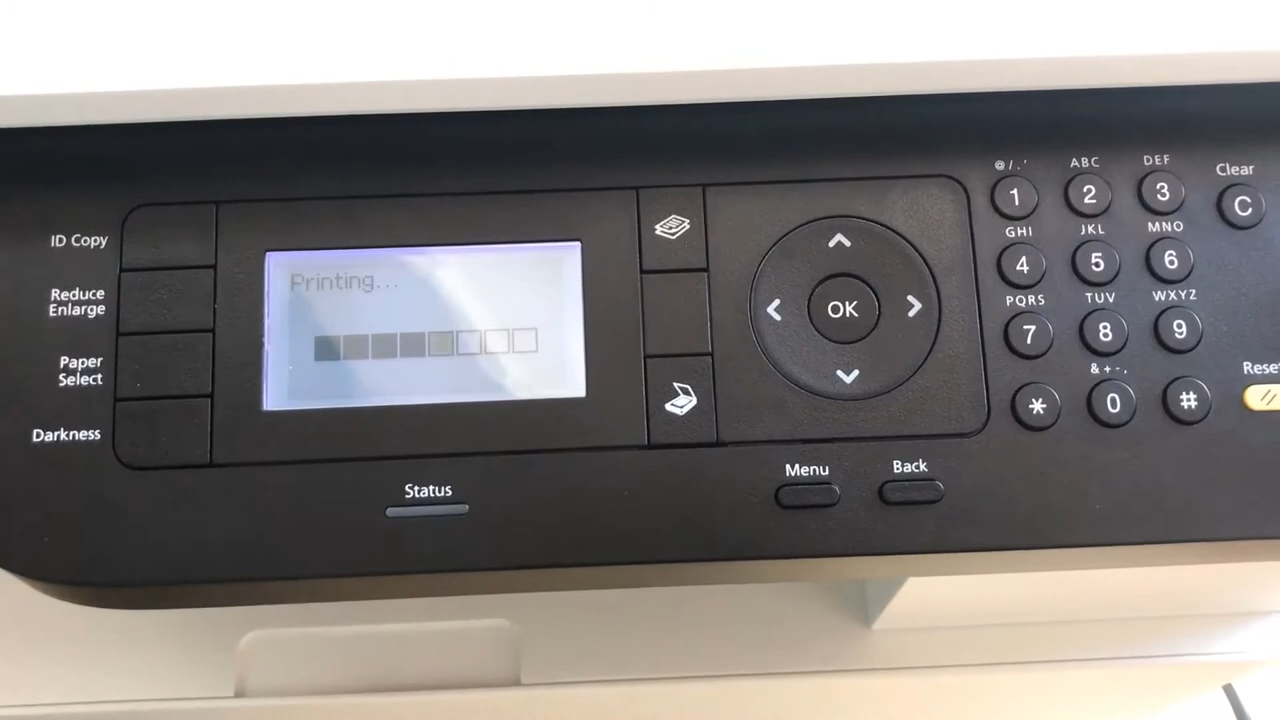 ID Copy
Reduce
Enlarge
Paper
Select
Darkness
Printing...
Status
OK
Menu
Back
@/.'
1
ABC
2
DEF
3
GHI
4
JKL
5
MNO
6
PQRS
7
TUV
8
WXYZ
9
*
&+-,
0
#
Clear
C
Reset